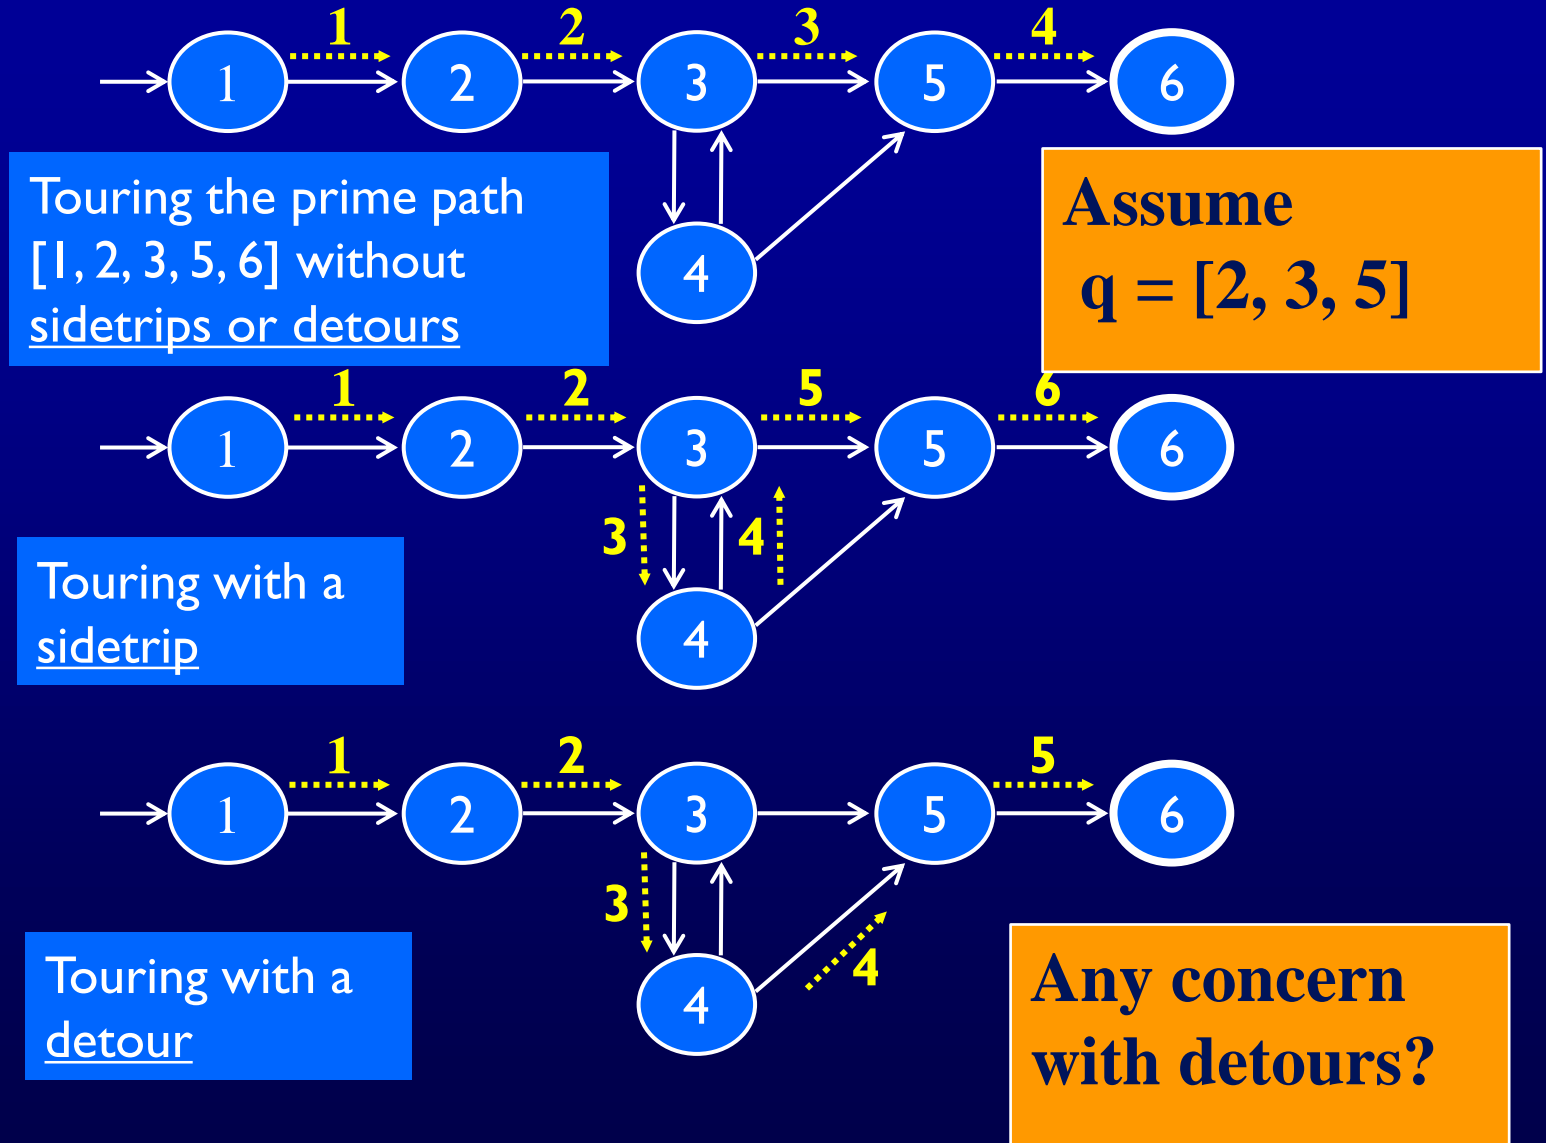 1 2 3 4
1 2 3 5 6
4
Touring the prime path
[1, 2, 3, 5, 6] without
sidetrips or detours
Assume
q = [2, 3, 5]
1 2 5 6
1 2 3 5 6
3 4
4
Touring with a
sidetrip
1 2 5
1 2 3 5 6
3
4
4
Touring with a
detour
Any concern
with detours?